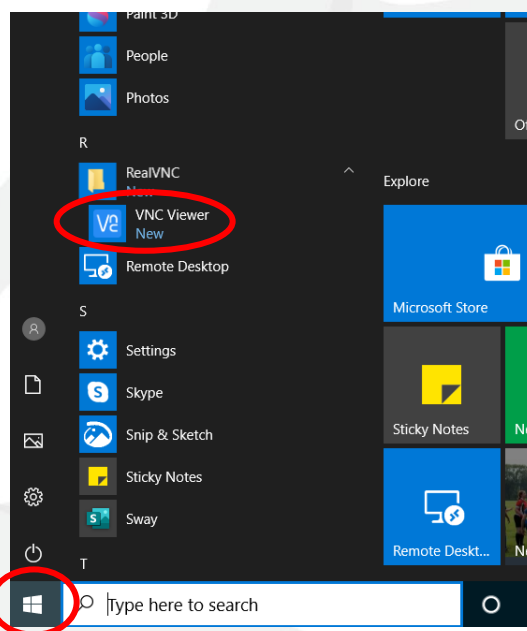 Paint 3D
People
Photos
R
RealVNC
New
VNC Viewer
New
Remote Desktop
S
Settings
Skype
Snip & Sketch
Sticky Notes
Sway
T
Explore
Microsoft Store
Sticky Notes
Remote Deskt...
Type here to search